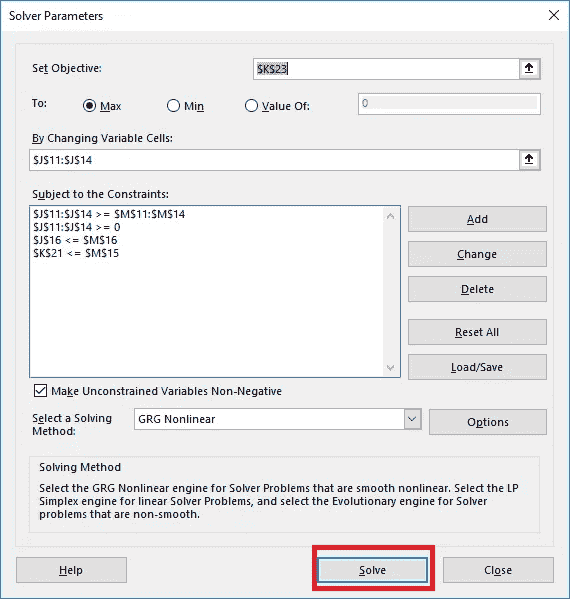 Solver Parameters
Set Objective:
$K$23
To:
Max
Min
Value Of:
0
By Changing Variable Cells:
$J$11:$J$14
Subject to the Constraints:
$J$11:$J$14 >= $M$11:$M$14
$J$11:$J$14 >= 0
$J$16 <= $M$16
$K$21 <= $M$15
Add
Change
Delete
Reset All
Load/Save
Make Unconstrained Variables Non-Negative
Select a Solving
Method:
GRG Nonlinear
Options
Solving Method
Select the GRG Nonlinear engine for Solver Problems that are smooth nonlinear. Select the LP
Simplex engine for linear Solver Problems, and select the Evolutionary engine for Solver
problems that are non-smooth.
Help
Solve
Close